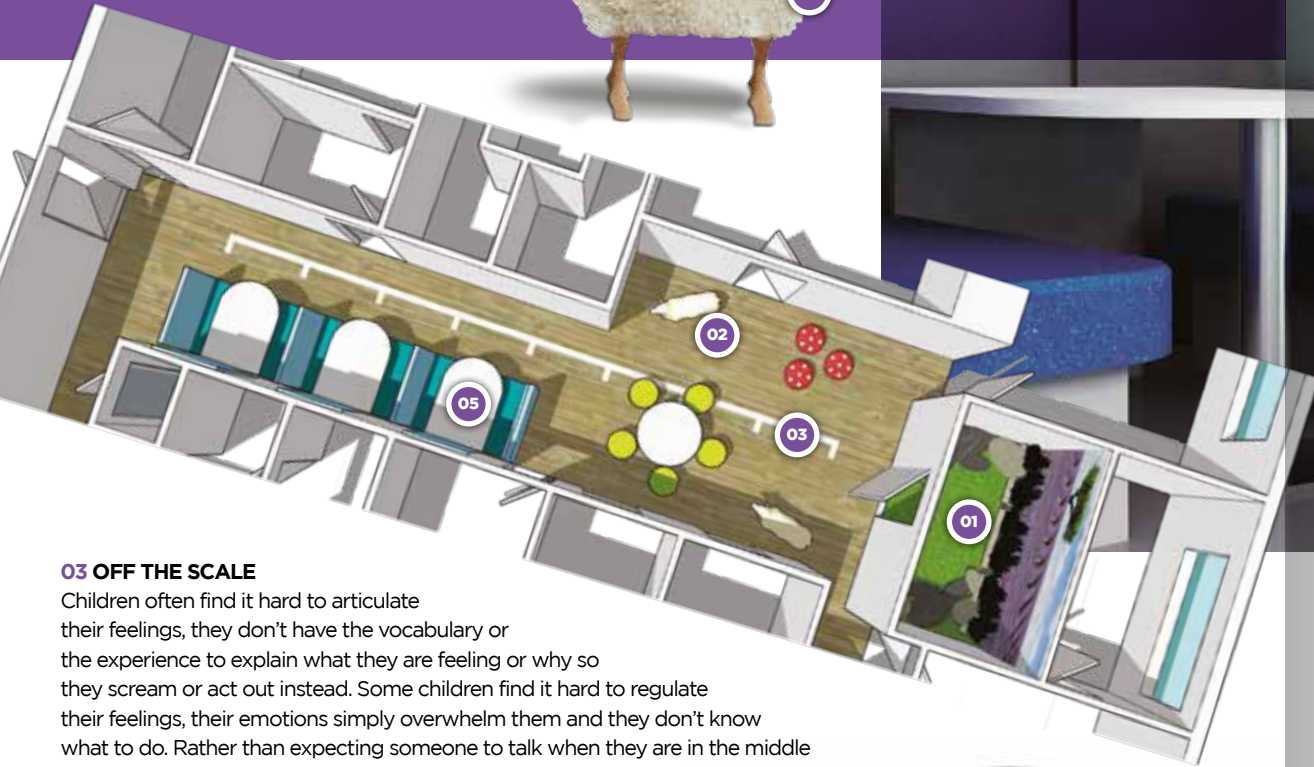 02
05
03
01
03 OFF THE SCALE
Children often find it hard to articulate
their feelings, they don't have the vocabulary or
the experience to explain what they are feeling or why so
they scream or act out instead. Some children find it hard to regulate
their feelings, their emotions simply overwhelm them and they don't know
what to do. Rather than expecting someone to talk when they are in the middle